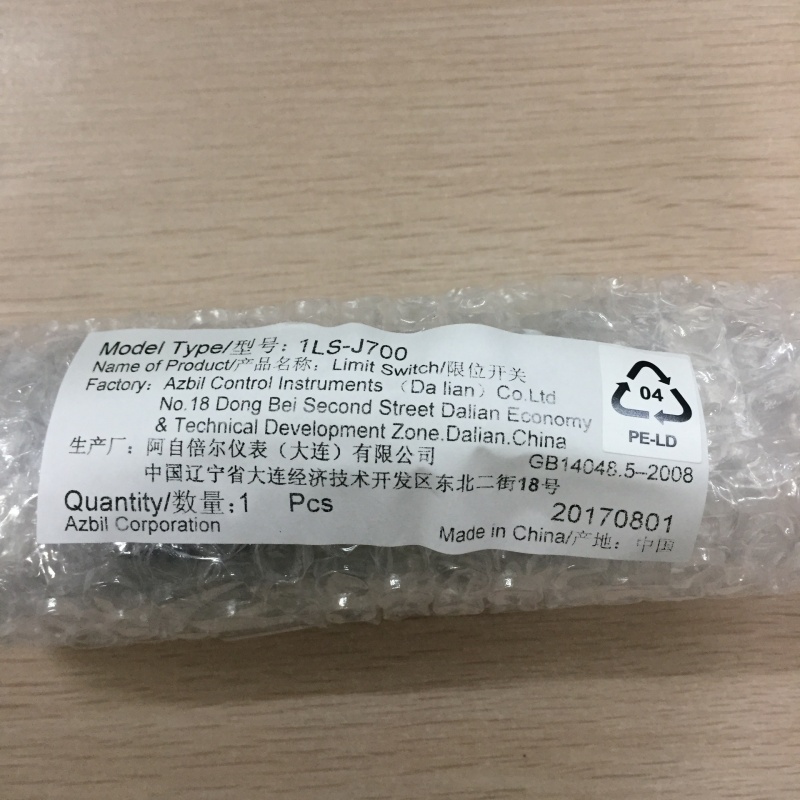 Model Type/型号: 1LS-J700
Name of Product/产品名称: Limit Switch/限位开关
Factory: Azbil Control Instruments (Da lian) Co.Ltd
No.18 Dong Bei Second Street Dalian Economy
& Technical Development Zone.Dalian.China
生产厂: 阿自倍尔仪表(大连)有限公司
中国辽宁省大连经济技术开发区东北二街18号
04
PE-LD
GB14048.5-2008
Quantity/数量:1 Pcs
20170801
Azbil Corporation
Made in China/产地: 中国